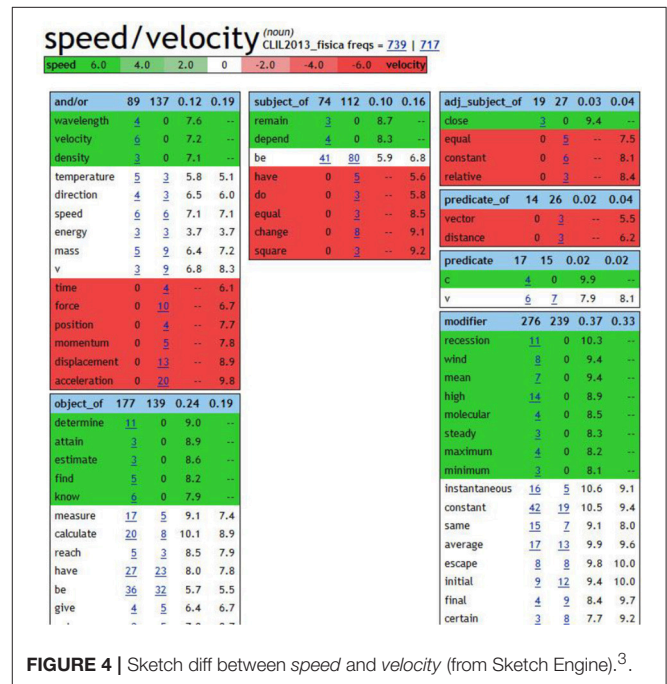 speed/velocity (noun)
CLIL2013_fisica freqs = 739 | 717
speed 6.0 4.0 2.0 0 -2.0 -4.0 -6.0 velocity
and/or 89 137 0.12 0.19
wavelength 4 0 7.6 --
velocity 6 0 7.2 --
density 3 0 7.1 --
temperature 5 3 5.8 5.1
direction 4 3 6.5 6.0
speed 6 6 7.1 7.1
energy 3 3 3.7 3.7
mass 5 9 6.4 7.2
v 3 9 6.8 8.3
time 0 4 -- 6.1
force 0 10 -- 6.7
position 0 4 -- 7.7
momentum 0 5 -- 7.8
displacement 0 13 -- 8.9
acceleration 0 20 -- 9.8
object_of 177 139 0.24 0.19
determine 11 0 9.0 --
attain 3 0 8.9 --
estimate 3 0 8.6 --
find 5 0 8.2 --
know 6 0 7.9 --
measure 17 5 9.1 7.4
calculate 20 8 10.1 8.9
reach 5 3 8.5 7.9
have 27 23 8.0 7.8
be 36 32 5.7 5.5
give 4 5 6.4 6.7
subject_of 74 112 0.10 0.16
remain 3 0 8.7 --
depend 4 0 8.3 --
be 41 80 5.9 6.8
have 0 5 -- 5.6
do 0 3 -- 5.8
equal 0 3 -- 8.5
change 0 8 -- 9.1
square 0 3 -- 9.2
adj_subject_of 19 27 0.03 0.04
close 3 0 9.4 --
equal 0 5 -- 7.5
constant 0 6 -- 8.1
relative 0 3 -- 8.4
predicate_of 14 26 0.02 0.04
vector 0 3 -- 5.5
distance 0 3 -- 6.2
predicate 17 15 0.02 0.02
c 4 0 9.9 --
v 6 7 7.9 8.1
modifier 276 239 0.37 0.33
recession 11 0 10.3 --
wind 8 0 9.4 --
mean 7 0 9.4 --
high 14 0 8.9 --
molecular 4 0 8.5 --
steady 3 0 8.3 --
maximum 4 0 8.2 --
minimum 3 0 8.1 --
instantaneous 16 5 10.6 9.1
constant 42 19 10.5 9.4
same 15 7 9.1 8.0
average 17 13 9.9 9.6
escape 8 8 9.8 10.0
initial 9 12 9.4 10.0
final 4 9 8.4 9.7
certain 3 8 7.7 9.2
FIGURE 4 | Sketch diff between speed and velocity (from Sketch Engine).3.